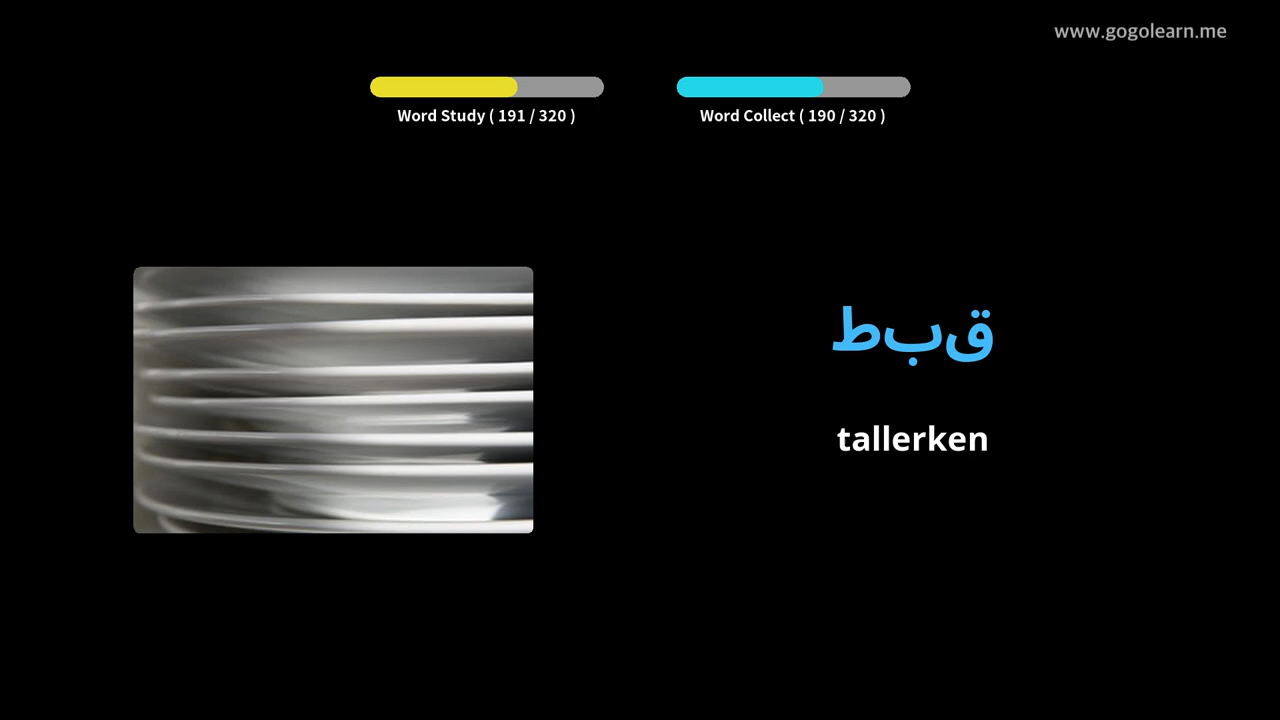 www.gogolearn.me
Word Study ( 191 / 320 )
Word Collect ( 190 / 320 )
قبط
tallerken